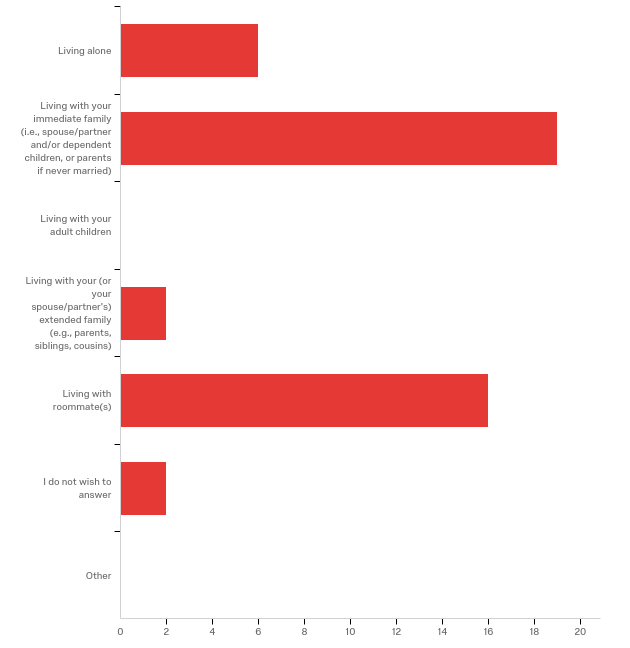 Living alone
Living with your
immediate family
(i.e., spouse/partner
and/or dependent
children, or parents
if never married)
Living with your
adult children
Living with your (or
your
spouse/partner's)
extended family
(e.g., parents,
siblings, cousins)
Living with
roommate(s)
I do not wish to
answer
Other
0 2 4 6 8 10 12 14 16 18 20